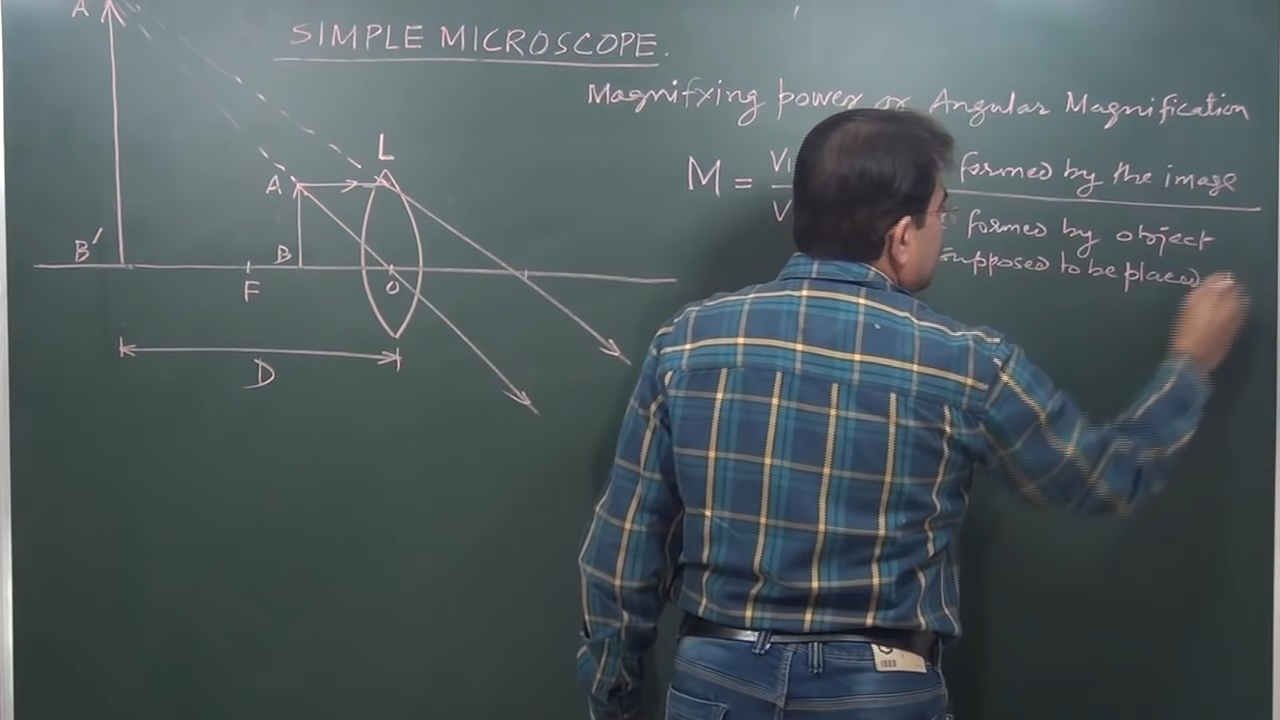 SIMPLE MICROSCOPE.
Magnifying power or Angular Magnification
M =
formed by the image
formed by object
supposed to be placed
A'
B'
A
B
F
L
O
D